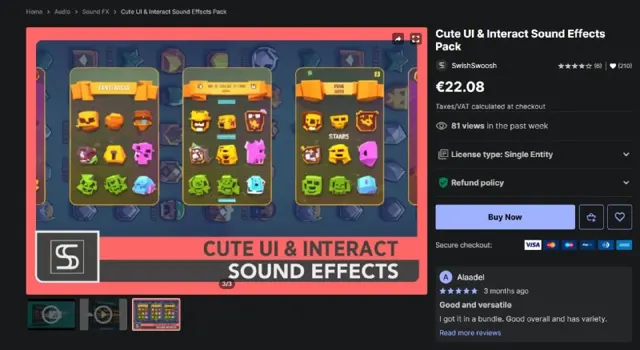 Home > Audio > Sound FX > Cute UI & Interact Sound Effects Pack
Cute UI & Interact Sound Effects
Pack
SwishSwoosh
(6) | (210)
€22.08
Taxes/VAT calculated at checkout
81 views in the past week
License type: Single Entity
Refund policy
Buy Now
Secure checkout:
VISA
CUTE UI & INTERACT
SOUND EFFECTS
3/3
A
Alaadel
3 months ago
Good and versatile
I got it in a bundle. Good overall and has variety.
Read more reviews